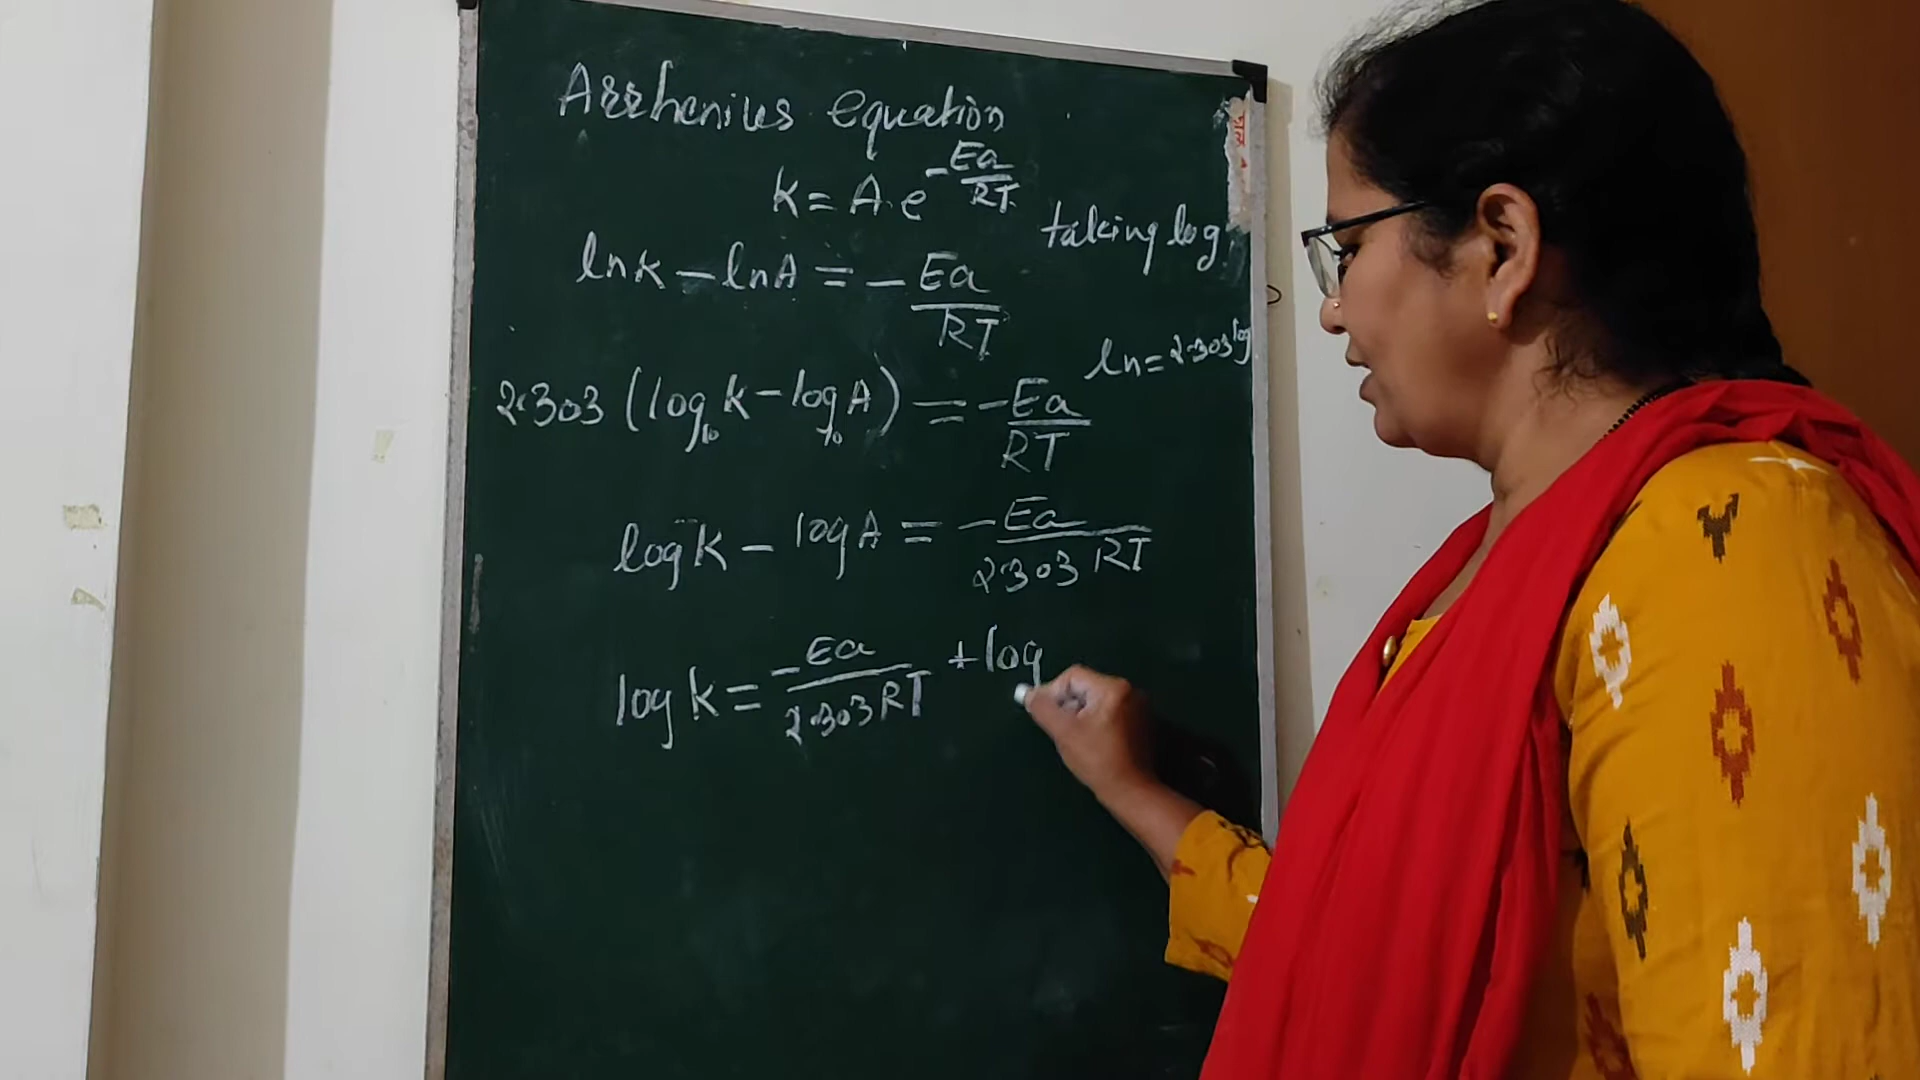 Arrhenius equation
k = A.e^-Ea/RT
taking log
lnk - lnA = - Ea/RT
ln = 2.303 log
2.303 (log₁₀ k - log₁₀ A) = - Ea/RT
log k - log A = - Ea/2.303 RT
log k = - Ea/2.303 RT + log